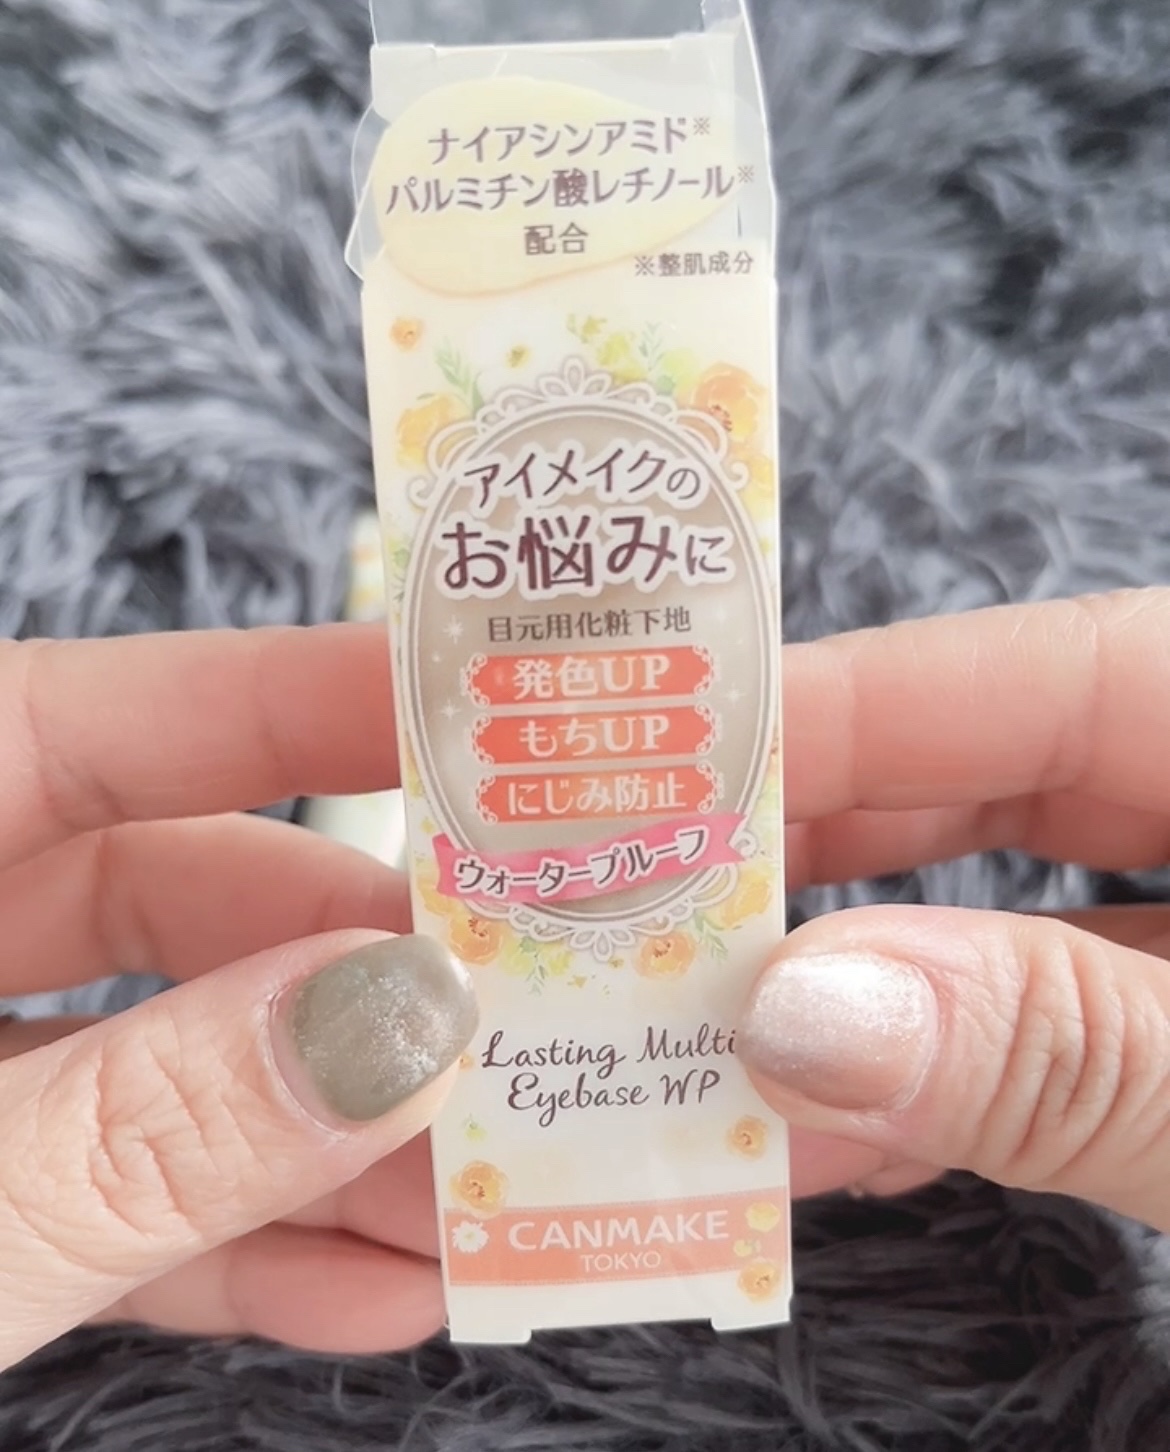 ナイアシンアミド※
パルミチン酸レチノール※
配合
※整肌成分
アイメイクの
お悩みに
目元用化粧下地
発色UP
もちUP
にじみ防止
ウォータープルーフ
Lasting Multi
Eyebase WP
CANMAKE
TOKYO